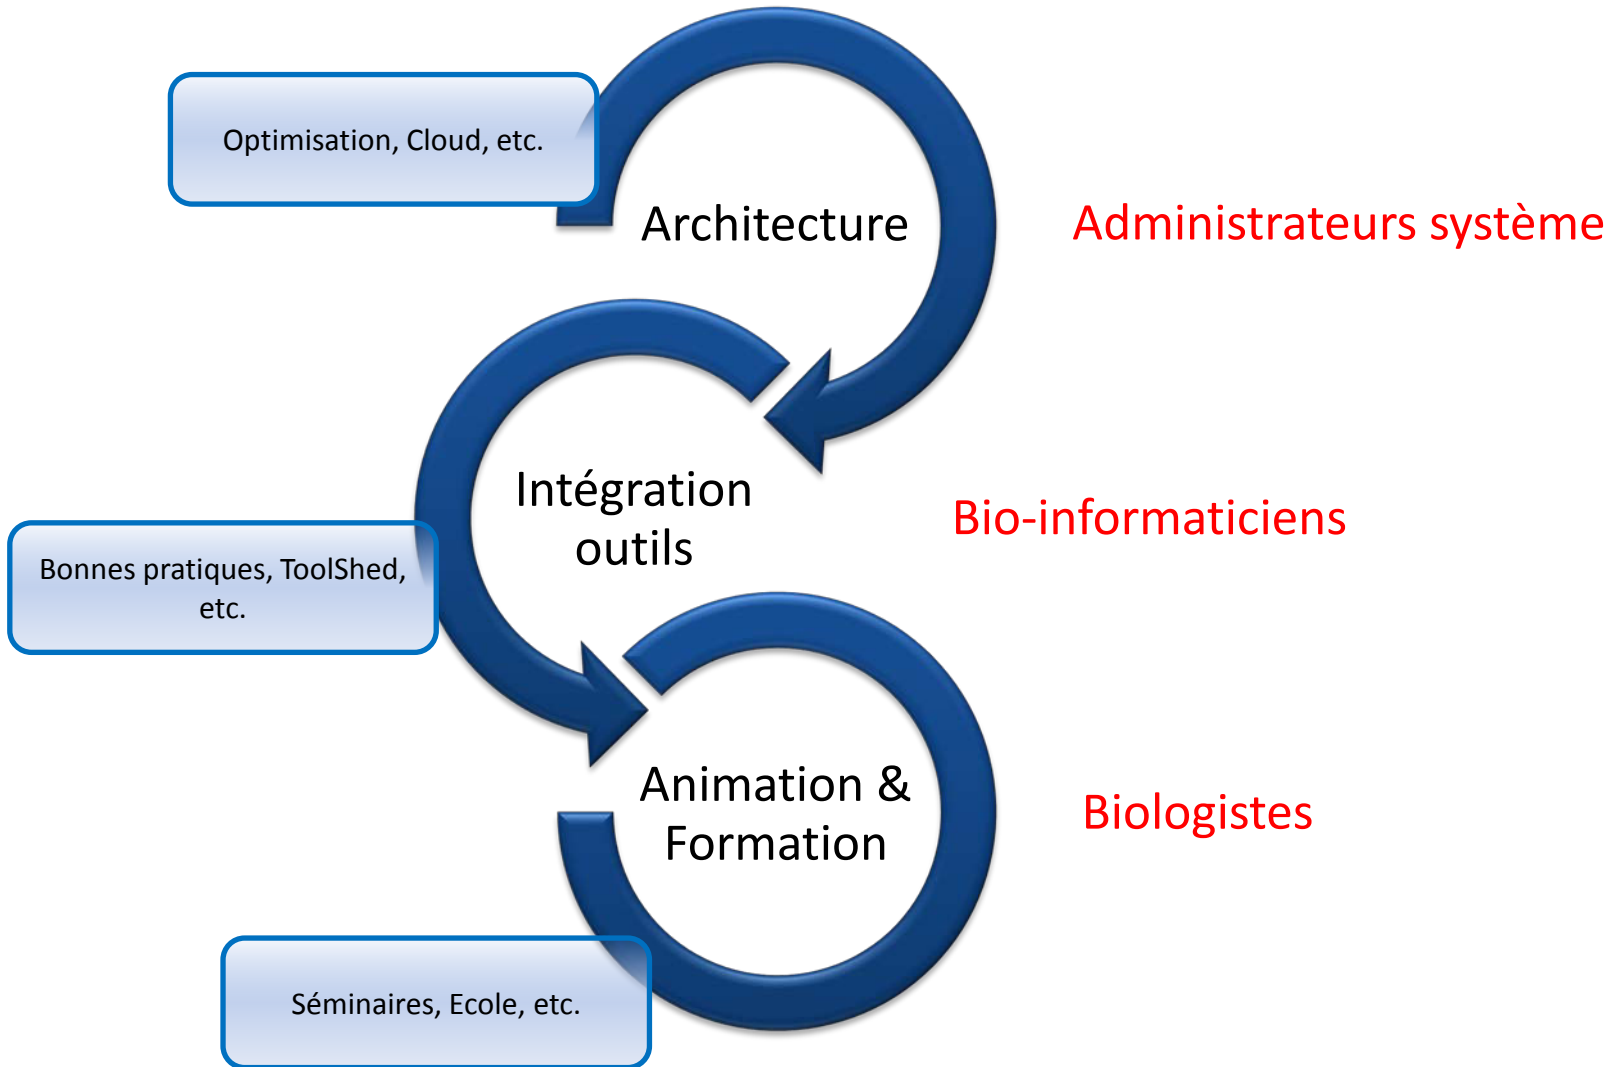 Optimisation, Cloud, etc.
Architecture
Administrateurs système
Intégration
outils
Bio-informaticiens
Bonnes pratiques, ToolShed,
etc.
Animation &
Formation
Biologistes
Séminaires, Ecole, etc.